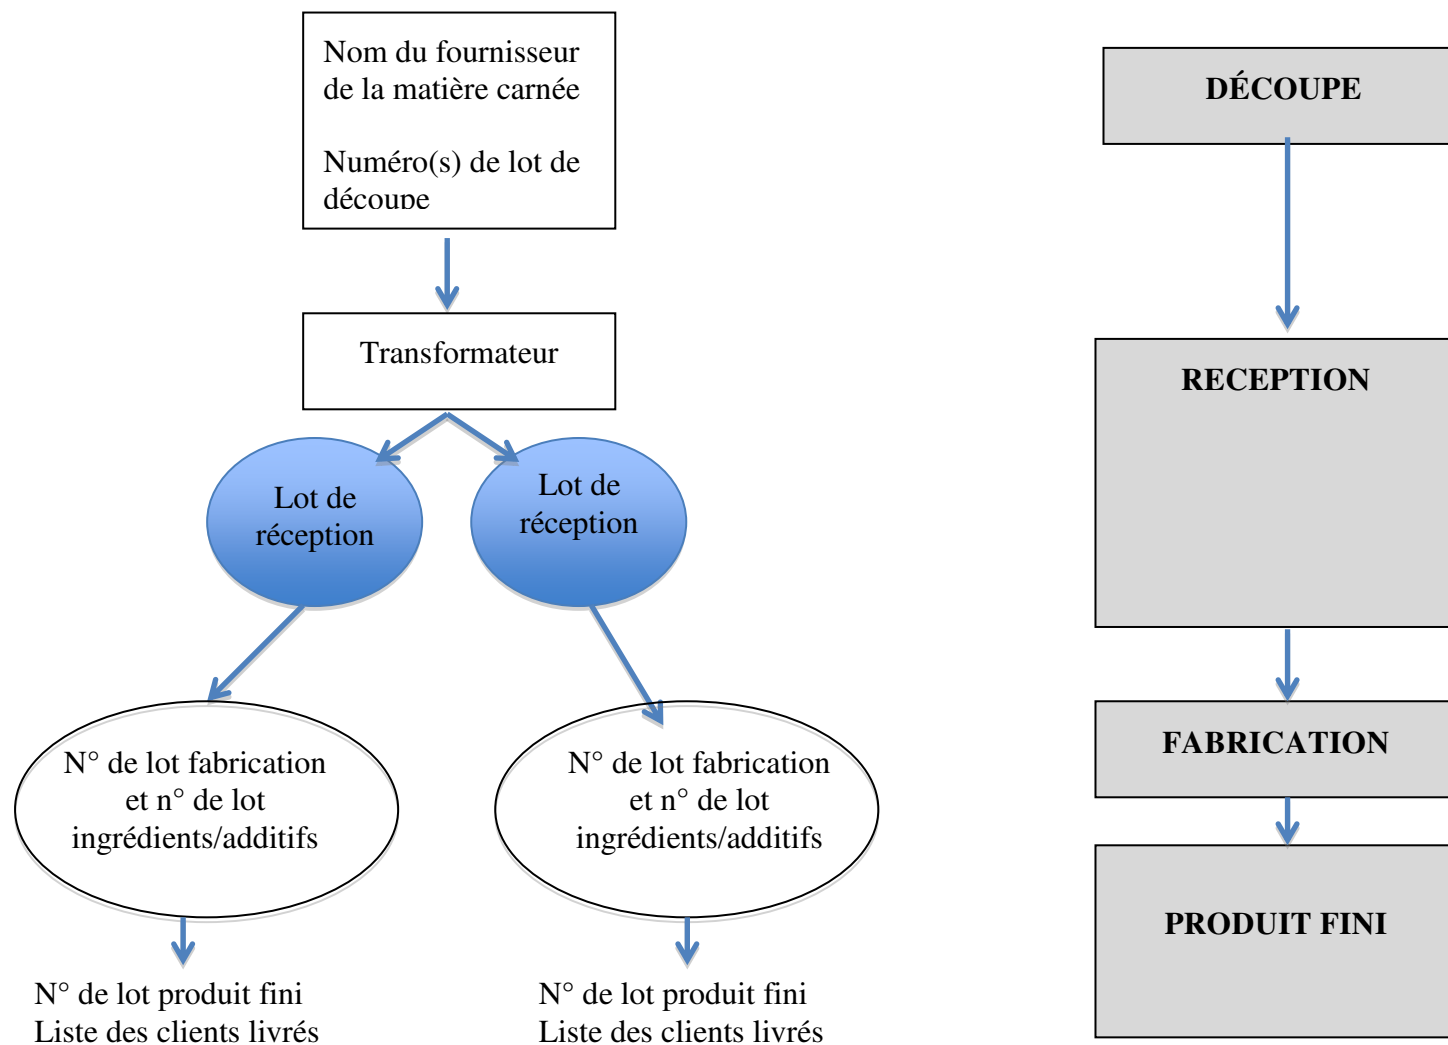 Nom du fournisseur
de la matière carnée
Numéro(s) de lot de
découpe
DÉCOUPE
Transformateur
RECEPTION
Lot de
réception
Lot de
réception
N° de lot fabrication
et n° de lot
ingrédients/additifs
N° de lot fabrication
et n° de lot
ingrédients/additifs
FABRICATION
PRODUIT FINI
N° de lot produit fini
Liste des clients livrés
N° de lot produit fini
Liste des clients livrés